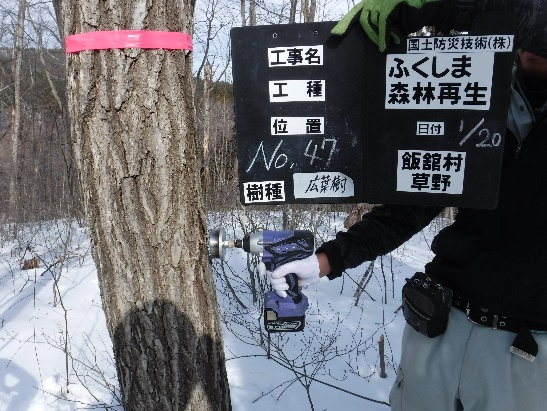 国土防災技術(株)
工事名
ふくしま
森林再生
工種
位置
日付 1/20
No, 47
飯舘村
草野
樹種 広葉樹